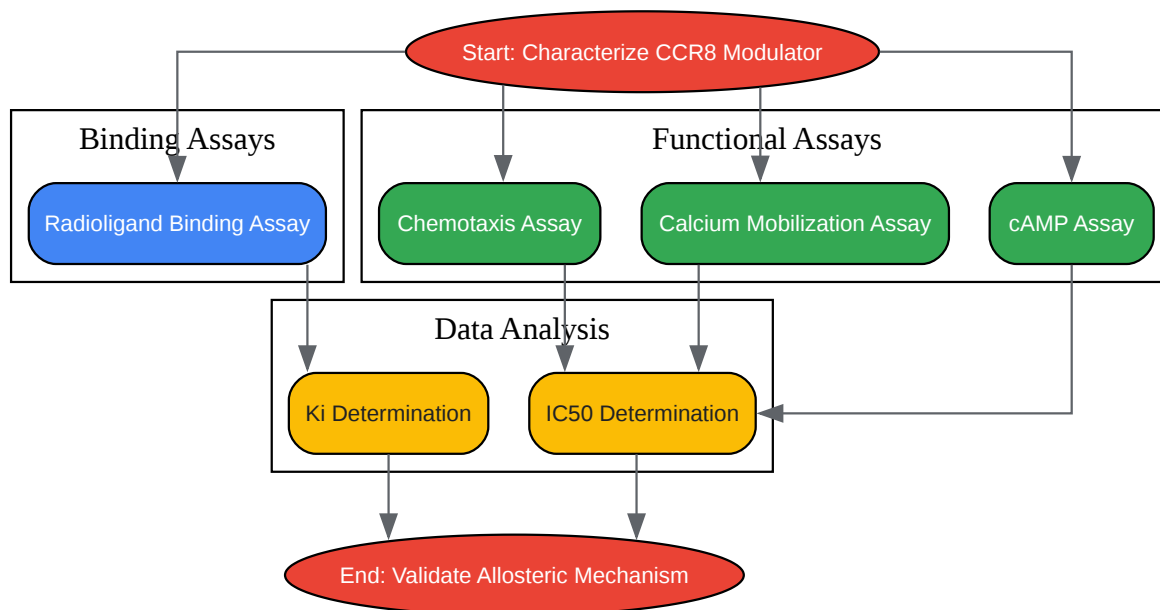 Start: Characterize CCR8 Modulator
Binding Assays
Functional Assays
Radioligand Binding Assay
Chemotaxis Assay
Calcium Mobilization Assay
cAMP Assay
Data Analysis
Ki Determination
IC50 Determination
End: Validate Allosteric Mechanism